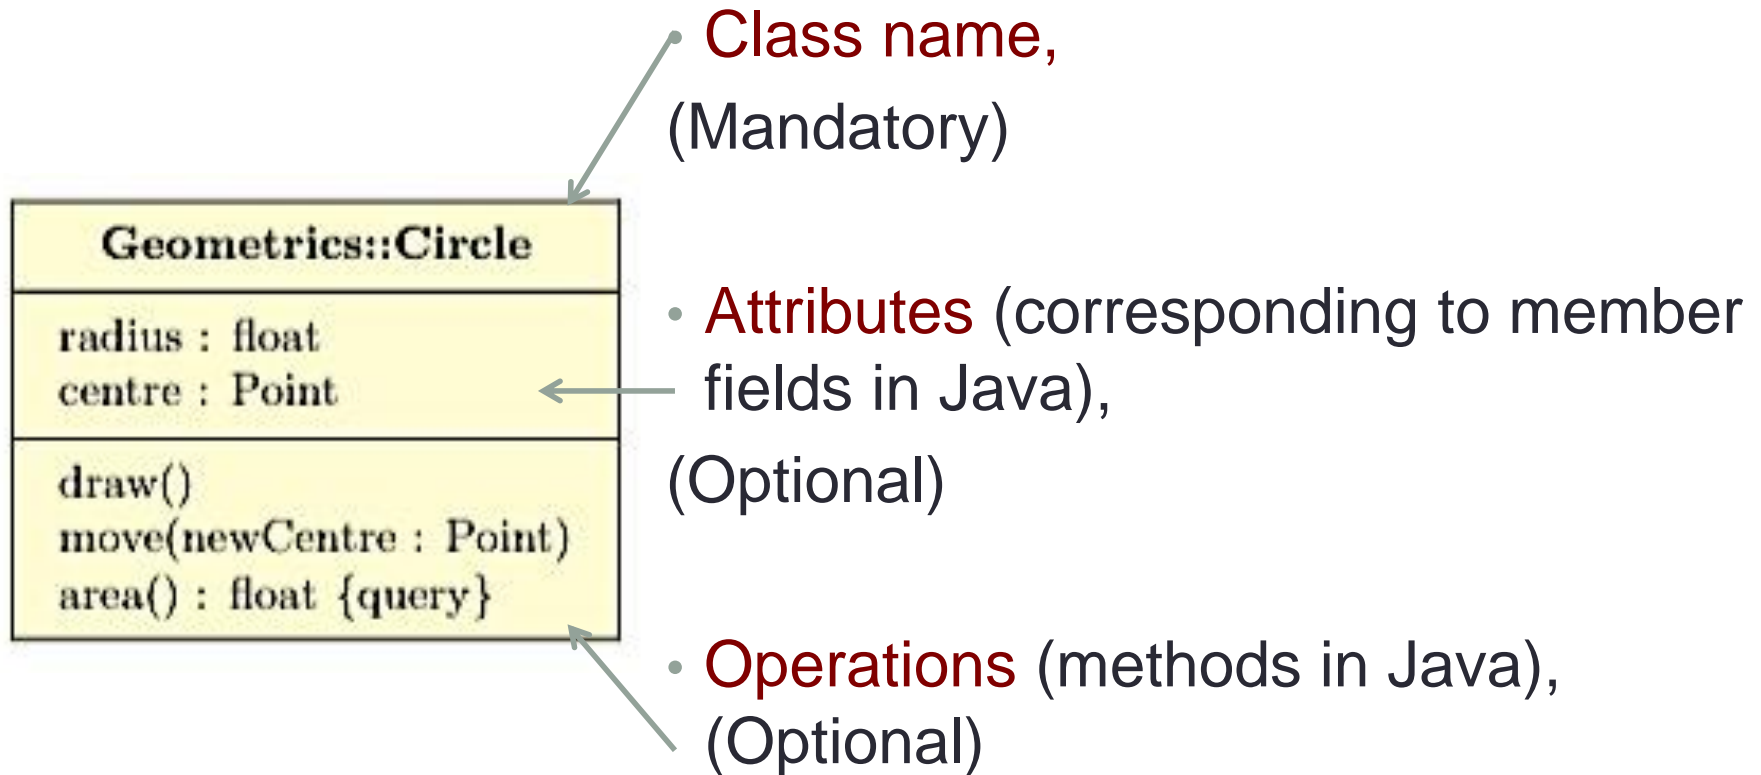 • Class name,
(Mandatory)
Geometrics::Circle
radius : float
centre : Point
draw()
move(newCentre : Point)
area() : float {query}
• Attributes (corresponding to member
fields in Java),
(Optional)
• Operations (methods in Java),
(Optional)